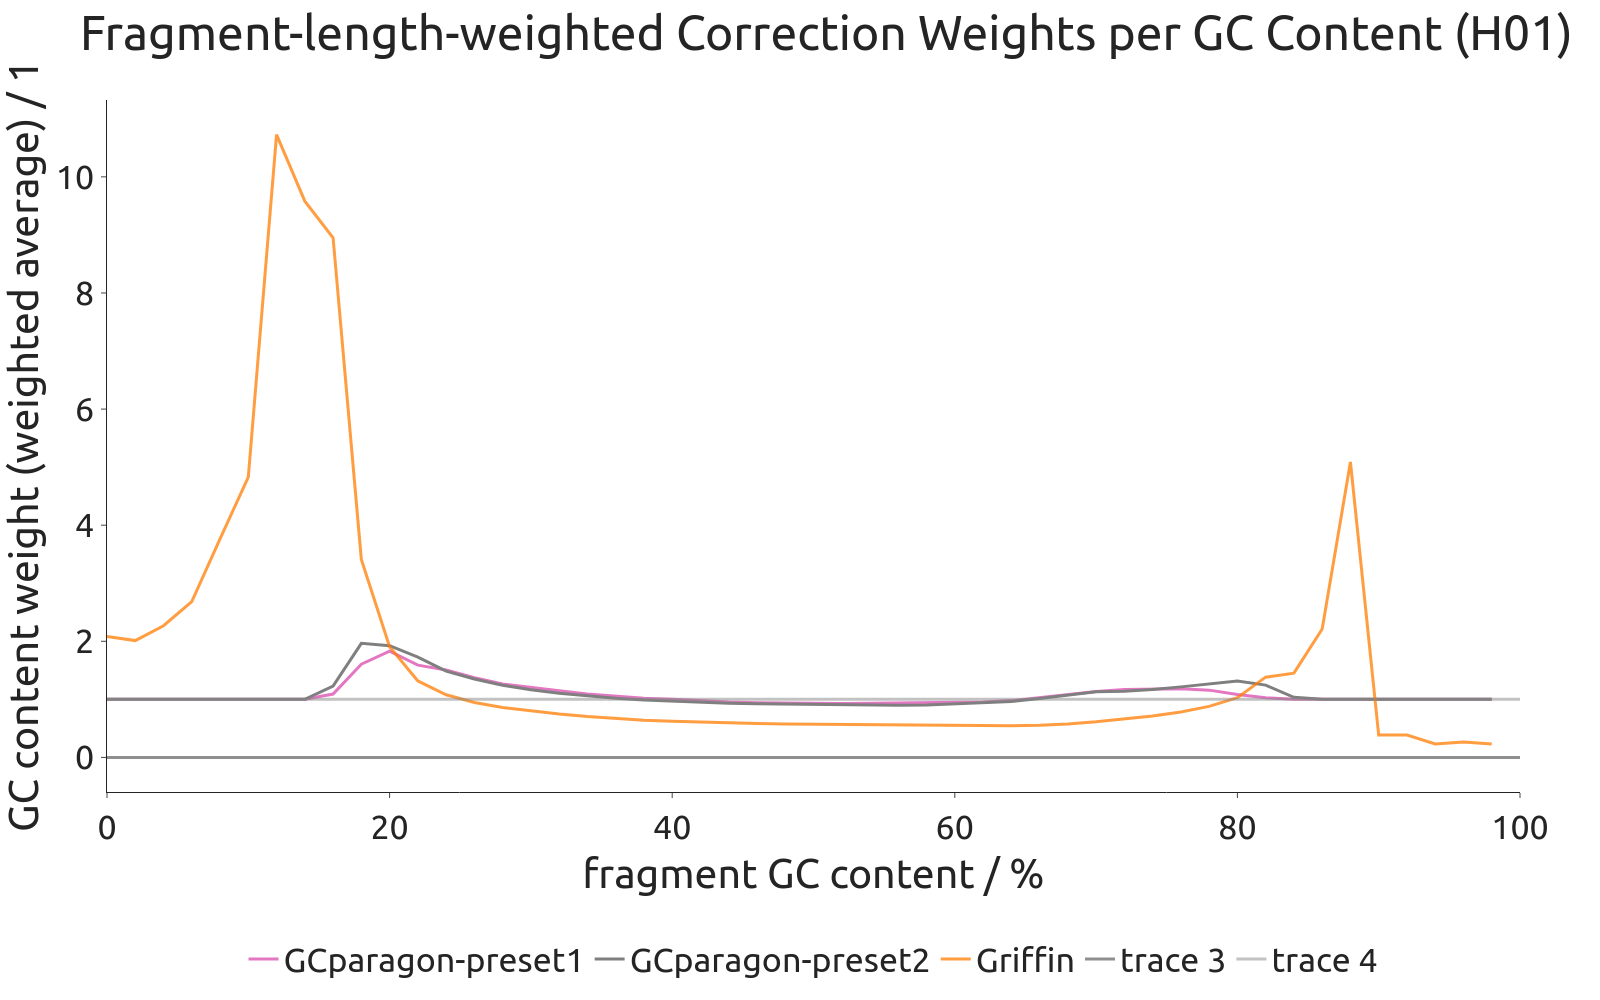 Fragment-length-weighted Correction Weights per GC Content (H01)
GC content weight (weighted average) / 1
10
8
6
4
2
0
0 20 40 60 80 100
fragment GC content / %
GCparagon-preset1 GCparagon-preset2 Griffin trace 3 trace 4